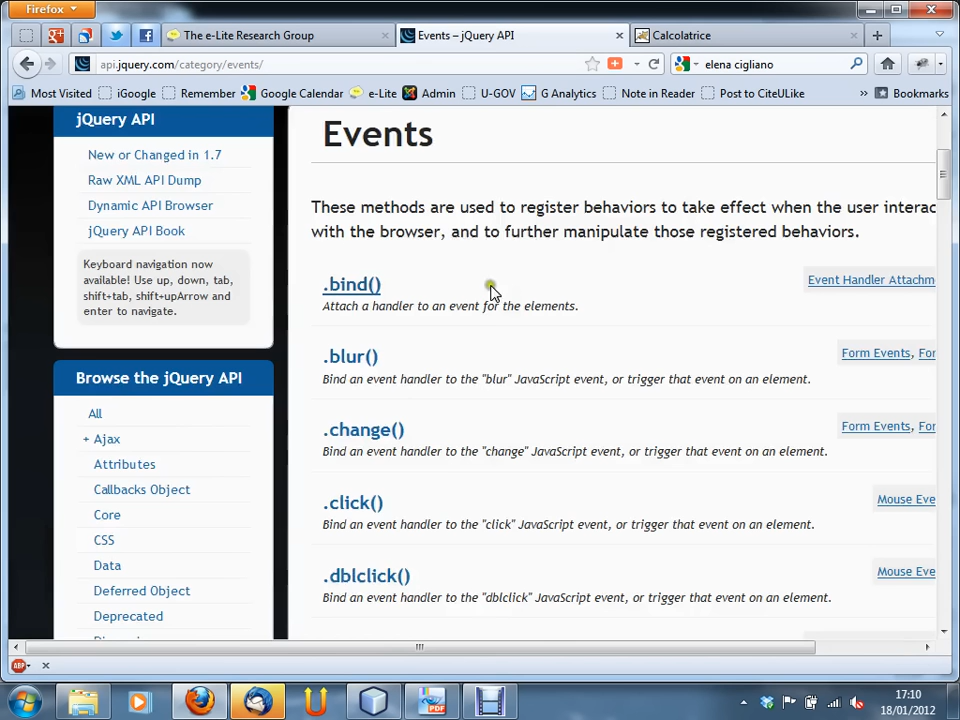 Firefox
The e-Lite Research Group
Events – jQuery API
Calcolatrice
api.jquery.com/category/events/
elena cigliano
Most Visited
iGoogle
Remember
Google Calendar
e-Lite
Admin
U-GOV
G Analytics
Note in Reader
Post to CiteULike
»
Bookmarks
jQuery API
New or Changed in 1.7
Raw XML API Dump
Dynamic API Browser
jQuery API Book
Keyboard navigation now
available! Use up, down, tab,
shift+tab, shift+upArrow and
enter to navigate.
Browse the jQuery API
All
+ Ajax
Attributes
Callbacks Object
Core
CSS
Data
Deferred Object
Deprecated
Events
These methods are used to register behaviors to take effect when the user interac
with the browser, and to further manipulate those registered behaviors.
.bind()
Event Handler Attachm
Attach a handler to an event for the elements.
.blur()
Form Events, For
Bind an event handler to the "blur" JavaScript event, or trigger that event on an element.
.change()
Form Events, For
Bind an event handler to the "change" JavaScript event, or trigger that event on an element.
.click()
Mouse Eve
Bind an event handler to the "click" JavaScript event, or trigger that event on an element.
.dblclick()
Mouse Eve
Bind an event handler to the "dblclick" JavaScript event, or trigger that event on an element.
ABP
PDF
17:10
18/01/2012